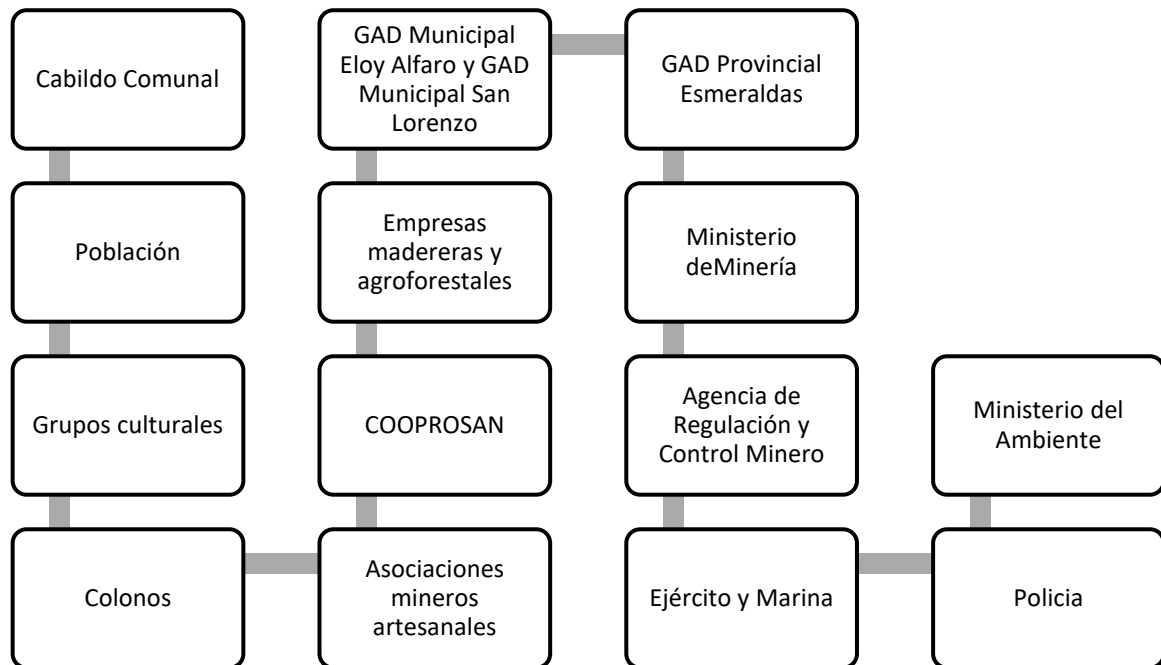 Cabildo Comunal
Población
Grupos culturales
Colonos
Asociaciones
mineros
artesanales
COOPROSAN
Empresas
madereras y
agroforestales
GAD Municipal
Eloy Alfaro y GAD
Municipal San
Lorenzo
GAD Provincial
Esmeraldas
Ministerio
deMinería
Agencia de
Regulación y
Control Minero
Ejército y Marina
Policia
Ministerio del
Ambiente